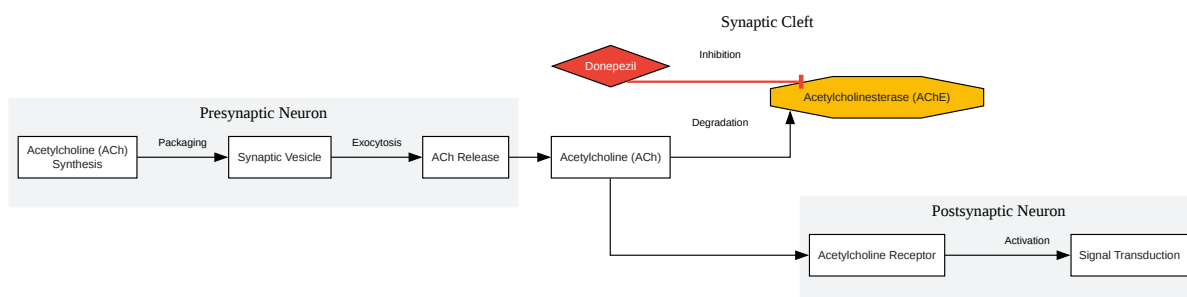 Synaptic Cleft
Donepezil
Inhibition
Acetylcholinesterase (AChE)
Degradation
Presynaptic Neuron
Acetylcholine (ACh)
Synthesis
Packaging
Synaptic Vesicle
Exocytosis
ACh Release
Acetylcholine (ACh)
Postsynaptic Neuron
Acetylcholine Receptor
Activation
Signal Transduction